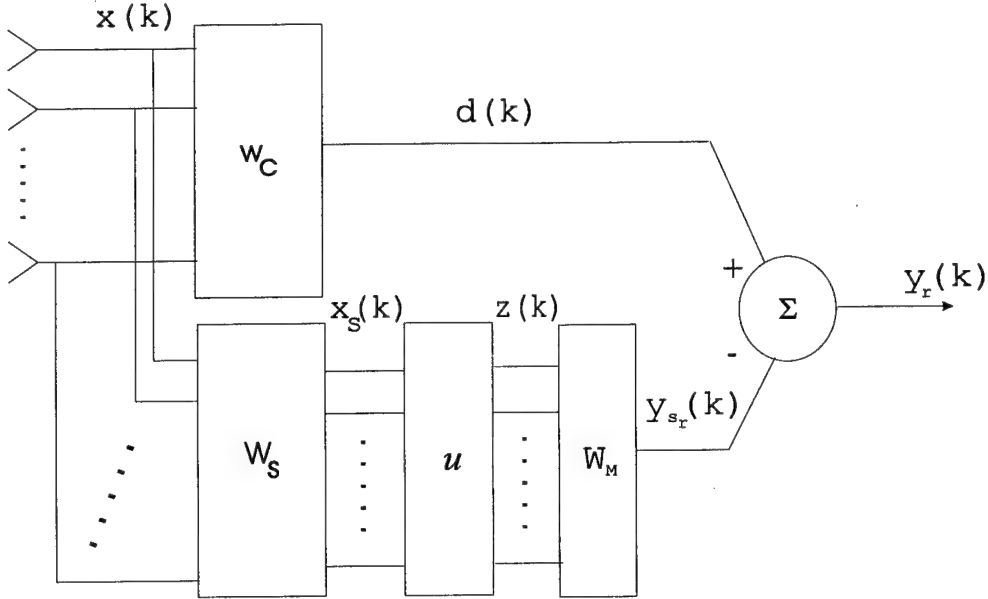 x(k)
w_C
d(k)
+
-
Σ
y_r(k)
x_S(k)
z(k)
W_S
u
W_M
y_{s_r}(k)